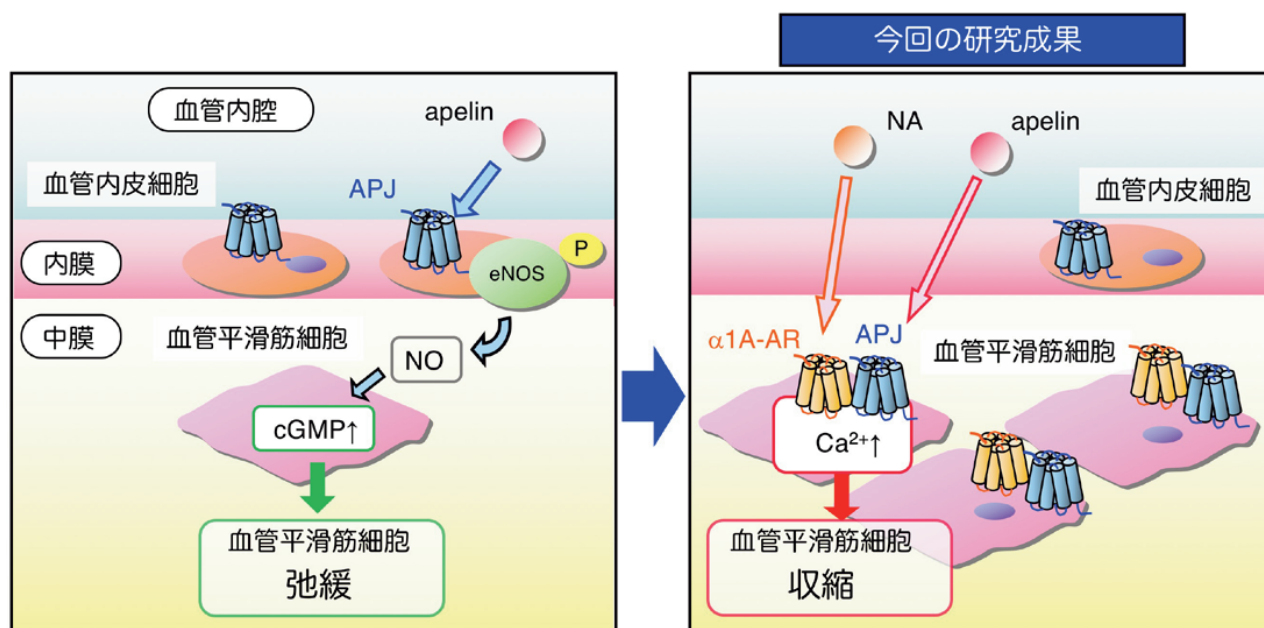 今回の研究成果
血管内腔
apelin
血管内皮細胞
APJ
内膜
eNOS
P
中膜
血管平滑筋細胞
NO
cGMP↑
血管平滑筋細胞
弛緩
NA
apelin
血管内皮細胞
α1A-AR
APJ
血管平滑筋細胞
Ca²⁺↑
血管平滑筋細胞
収縮